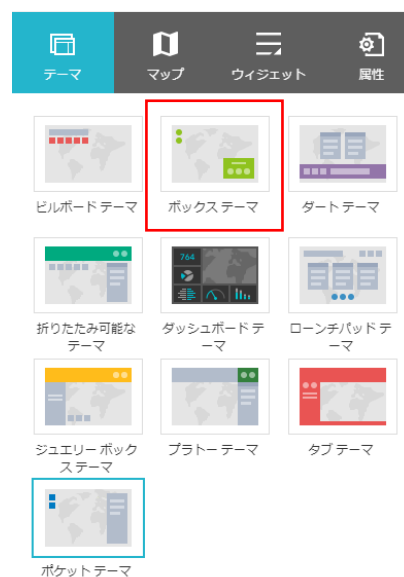 テーマ マップ ウィジェット 属性
ビルボード テーマ ボックス テーマ ダート テーマ
764
折りたたみ可能な ダッシュボード テ ローンチパッド テ
テーマ ーマ ーマ
ジュエリー ボック プラトー テーマ タブ テーマ
ス テーマ
ポケット テーマ